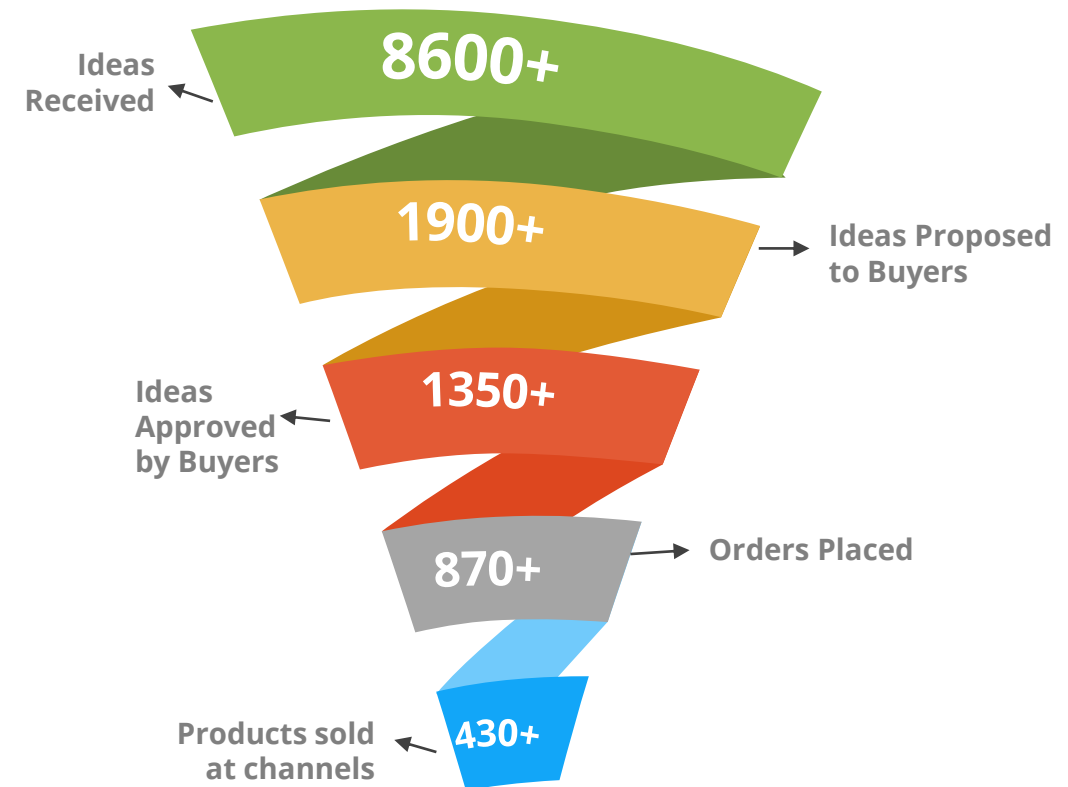 8600+
Ideas
Received
1900+
Ideas Proposed
to Buyers
1350+
Ideas
Approved
by Buyers
870+
Orders Placed
430+
Products sold
at channels